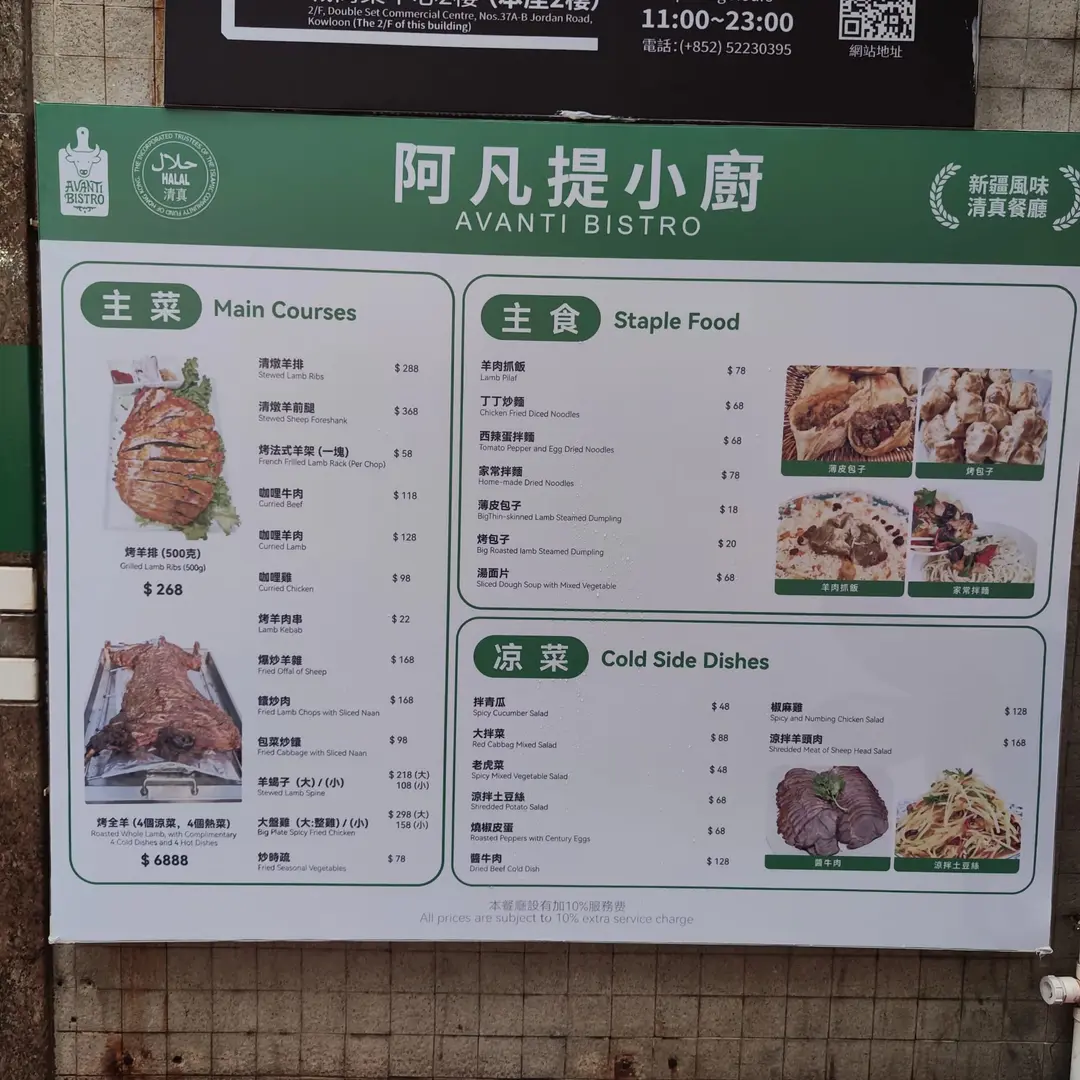 2/F, Double Set Commercial Centre, Nos.37A-B Jordan Road,
Kowloon (The 2/F of this building)
11:00~23:00
電話:(+852) 52230395
網站地址
AVANTI
BISTRO
THE INCORPORATED TRUSTEES OF THE ISLAMIC COMMUNITY FUND OF HONG KONG
حلال
HALAL
清真
阿凡提小廚
AVANTI BISTRO
新疆風味
清真餐廳
主菜 Main Courses
烤羊排 (500克)
Grilled Lamb Ribs (500g)
$ 268
烤全羊 (4個涼菜，4個熱菜)
Roasted Whole Lamb, with Complimentary
4 Cold Dishes and 4 Hot Dishes
$ 6888
清燉羊排 $ 288
Stewed Lamb Ribs
清燉羊前腿 $ 368
Stewed Sheep Foreshank
烤法式羊架 (一塊) $ 58
French Frilled Lamb Rack (Per Chop)
咖哩牛肉 $ 118
Curried Beef
咖哩羊肉 $ 128
Curried Lamb
咖哩雞 $ 98
Curried Chicken
烤羊肉串 $ 22
Lamb Kebab
爆炒羊雜 $ 168
Fried Offal of Sheep
饢炒肉 $ 168
Fried Lamb Chops with Sliced Naan
包菜炒饢 $ 98
Fried Cabbage with Sliced Naan
羊蝎子（大）/（小） $ 218 (大)
Stewed Lamb Spine 108 (小)
大盤雞（大:整雞）/（小） $ 298 (大)
Big Plate Spicy Fried Chicken 158 (小)
炒時疏 $ 78
Fried Seasonal Vegetables
主食 Staple Food
羊肉抓飯 $ 78
Lamb Pilaf
丁丁炒麵 $ 68
Chicken Fried Diced Noodles
西辣蛋拌麵 $ 68
Tomato Pepper and Egg Dried Noodles
家常拌麵 $ 78
Home-made Dried Noodles
薄皮包子 $ 18
BigThin-skinned Lamb Steamed Dumpling
烤包子 $ 20
Big Roasted lamb Steamed Dumpling
湯面片 $ 68
Sliced Dough Soup with Mixed Vegetable
薄皮包子
烤包子
羊肉抓飯
家常拌麵
凉菜 Cold Side Dishes
拌青瓜 $ 48
Spicy Cucumber Salad
大拌菜 $ 88
Red Cabbag Mixed Salad
老虎菜 $ 48
Spicy Mixed Vegetable Salad
涼拌土豆絲 $ 68
Shredded Potato Salad
燒椒皮蛋 $ 68
Roasted Peppers with Century Eggs
醬牛肉 $ 128
Dried Beef Cold Dish
椒麻雞 $ 128
Spicy and Numbing Chicken Salad
涼拌羊頭肉 $ 168
Shredded Meat of Sheep Head Salad
醬牛肉
涼拌土豆絲
本餐廳設有加10%服務费
All prices are subject to 10% extra service charge